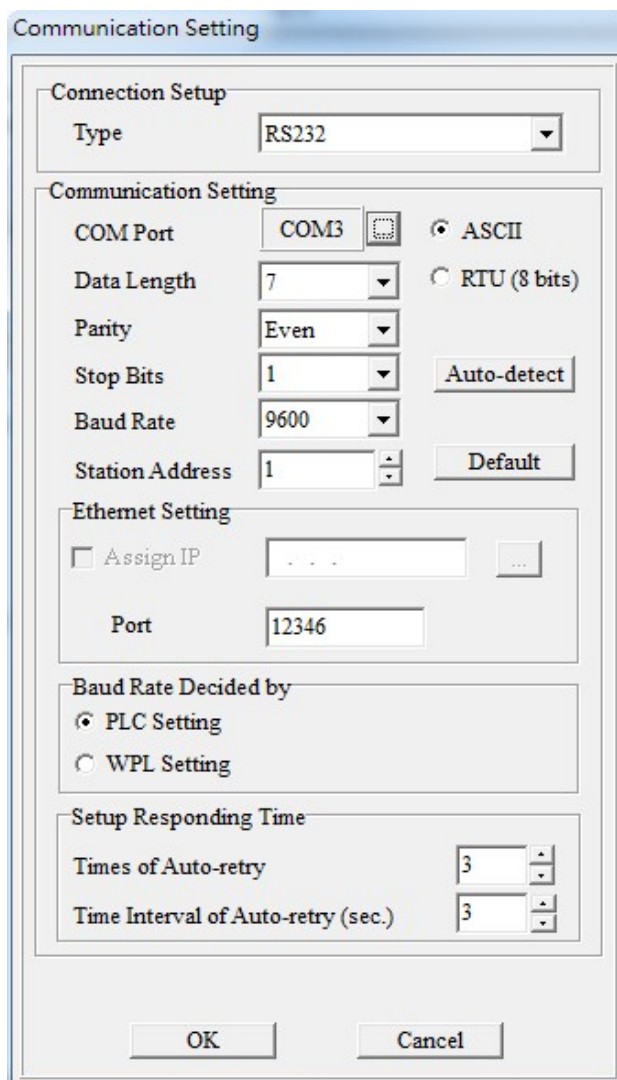 Communication Setting
Connection Setup
Type RS232
Communication Setting
COM Port COM3 ASCII
Data Length 7 RTU (8 bits)
Parity Even
Stop Bits 1 Auto-detect
Baud Rate 9600
Station Address 1 Default
Ethernet Setting
Assign IP . . . ...
Port 12346
Baud Rate Decided by
PLC Setting
WPL Setting
Setup Responding Time
Times of Auto-retry 3
Time Interval of Auto-retry (sec.) 3
OK Cancel